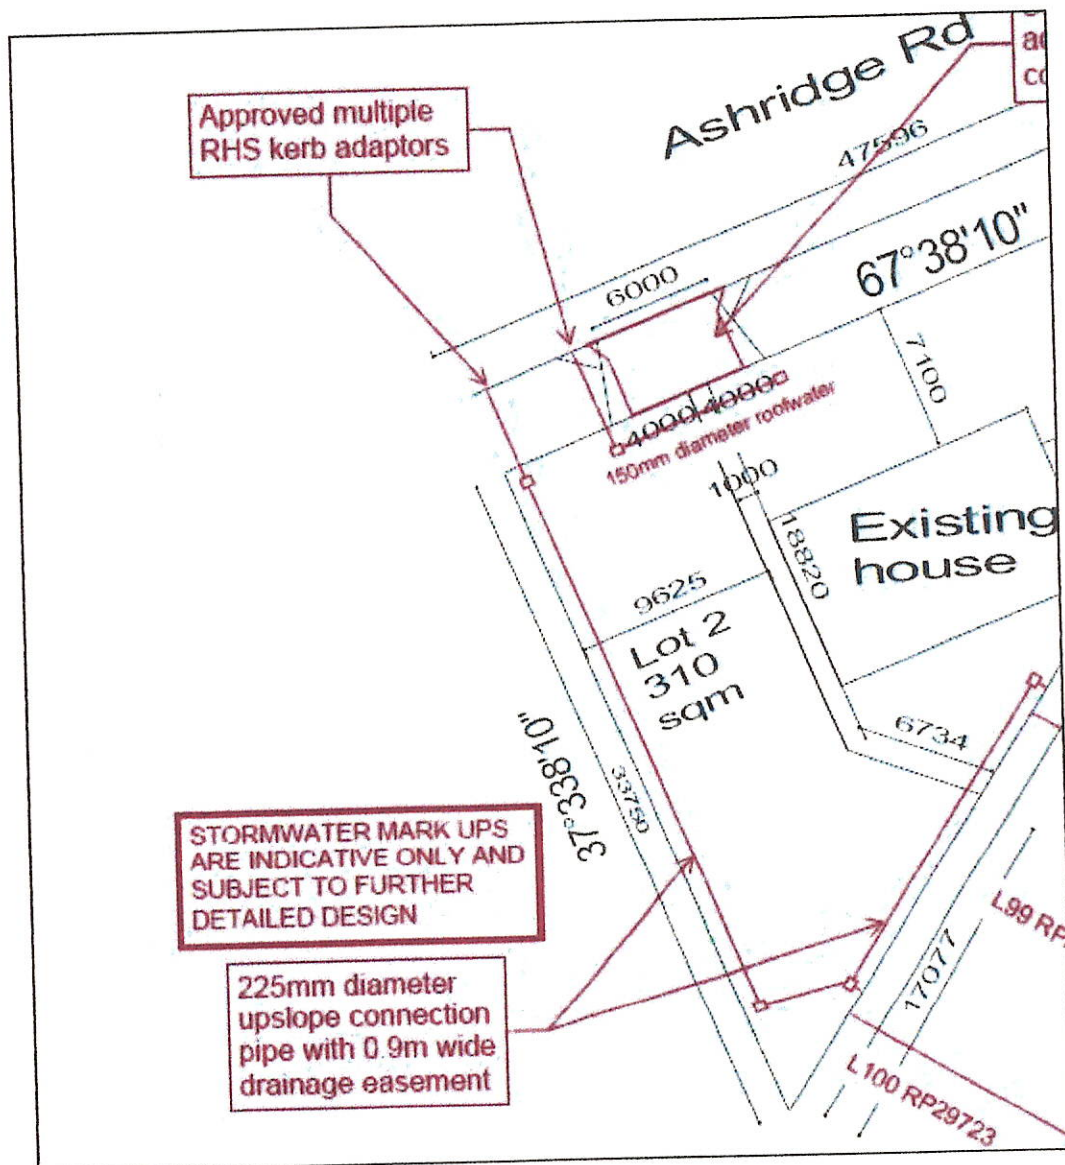 Approved multiple
RHS kerb adaptors
Ashridge Rd
47596
67°38'10"
6000
7100
4000
4000
150mm diameter roofwater
1000
18820
Existing
house
9625
Lot 2
310
sqm
6734
37°338'10"
33750
STORMWATER MARK UPS
ARE INDICATIVE ONLY AND
SUBJECT TO FURTHER
DETAILED DESIGN
225mm diameter
upslope connection
pipe with 0.9m wide
drainage easement
17077
L99
L100 RP29723